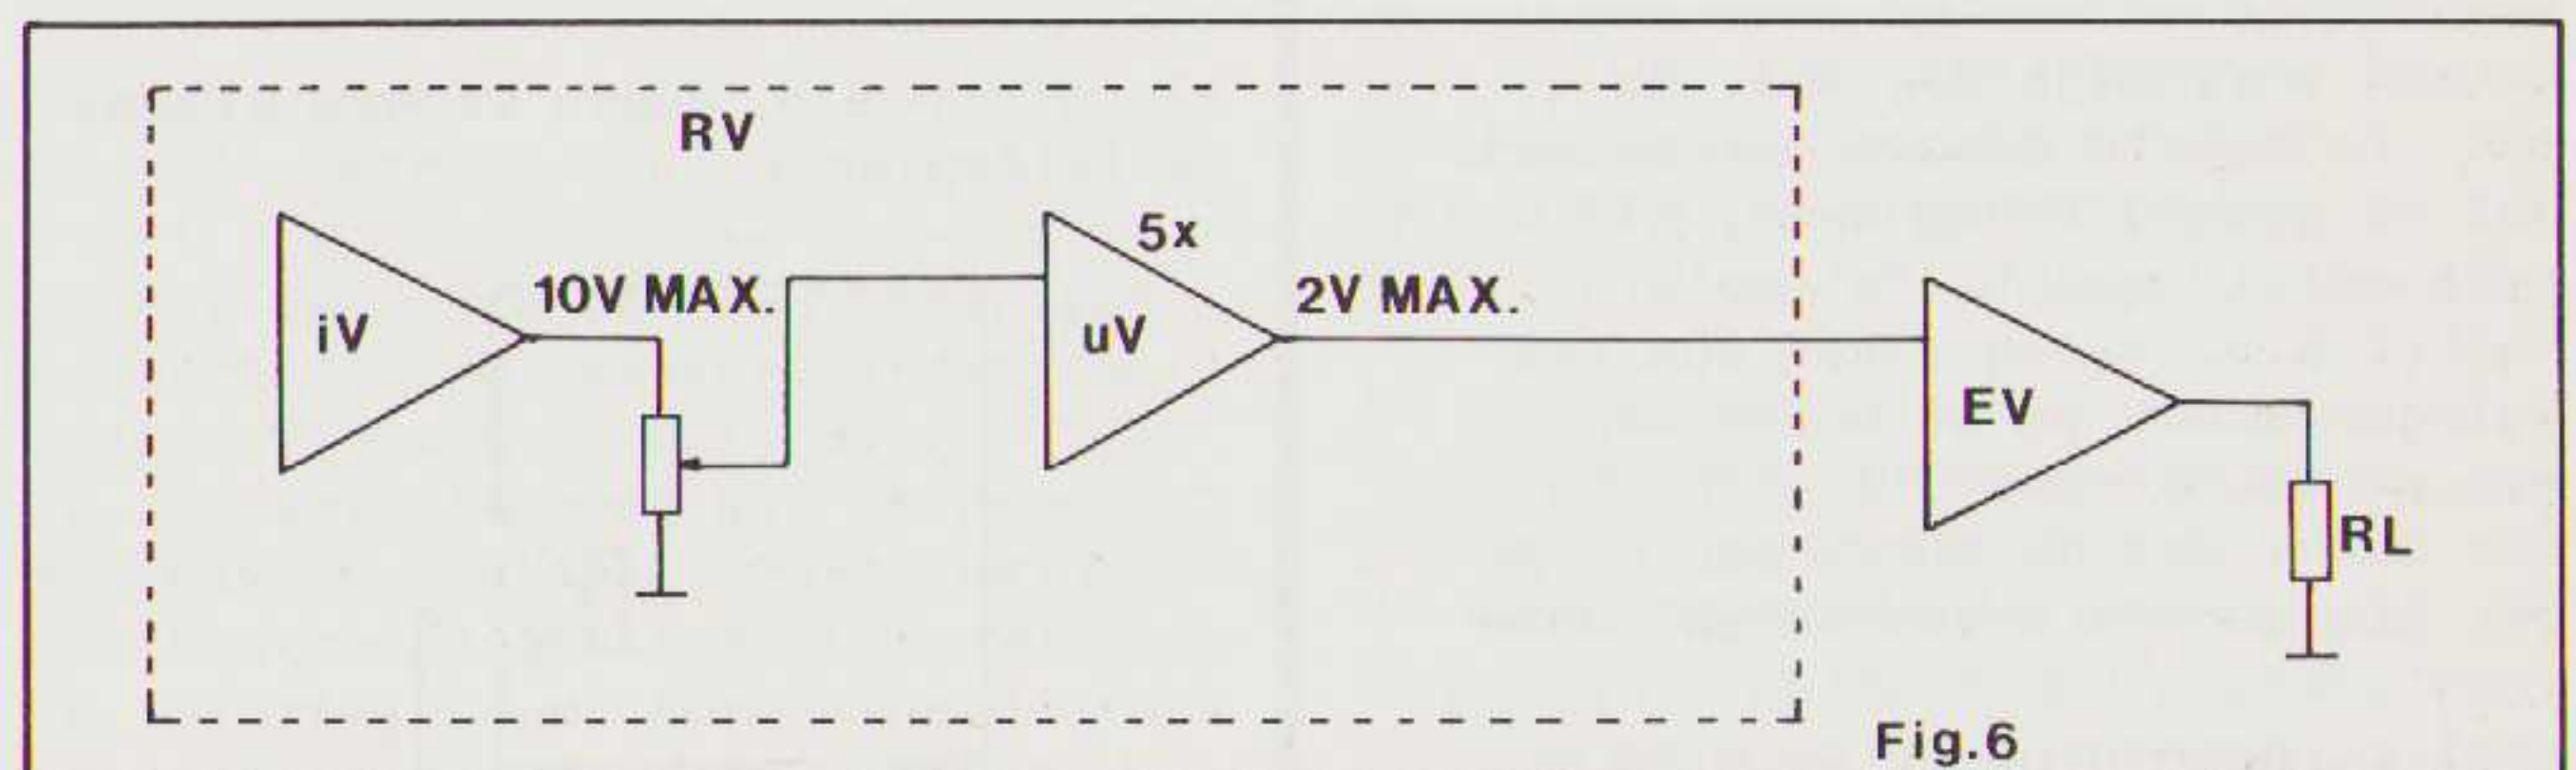 RV
5x
10V MAX.
2V MAX.
iV
uV
EV
RL
Fig.6